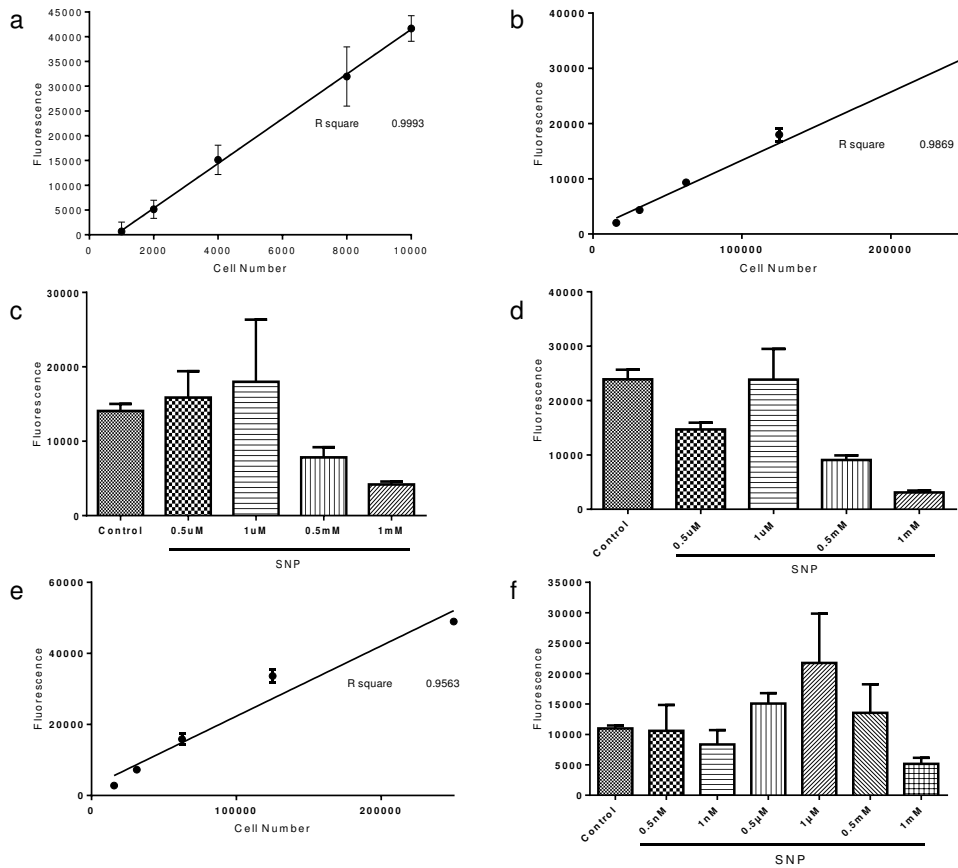 a
45000
40000
35000
30000
25000
20000
15000
10000
5000
0
Fluorescence
R square 0.9993
0 2000 4000 6000 8000 10000
Cell Number
b
40000
30000
20000
10000
0
Fluorescence
R square 0.9869
0 100000 200000
Cell Number
c
30000
20000
10000
0
Fluorescence
Control 0.5uM 1uM 0.5mM 1mM
SNP
d
40000
30000
20000
10000
0
Fluorescence
Control 0.5uM 1uM 0.5mM 1mM
SNP
e
60000
40000
20000
0
Fluorescence
R square 0.9563
0 100000 200000
Cell Number
f
35000
30000
25000
20000
15000
10000
5000
0
Fluorescence
Control 0.5nM 1nM 0.5µM 1µM 0.5mM 1mM
SNP